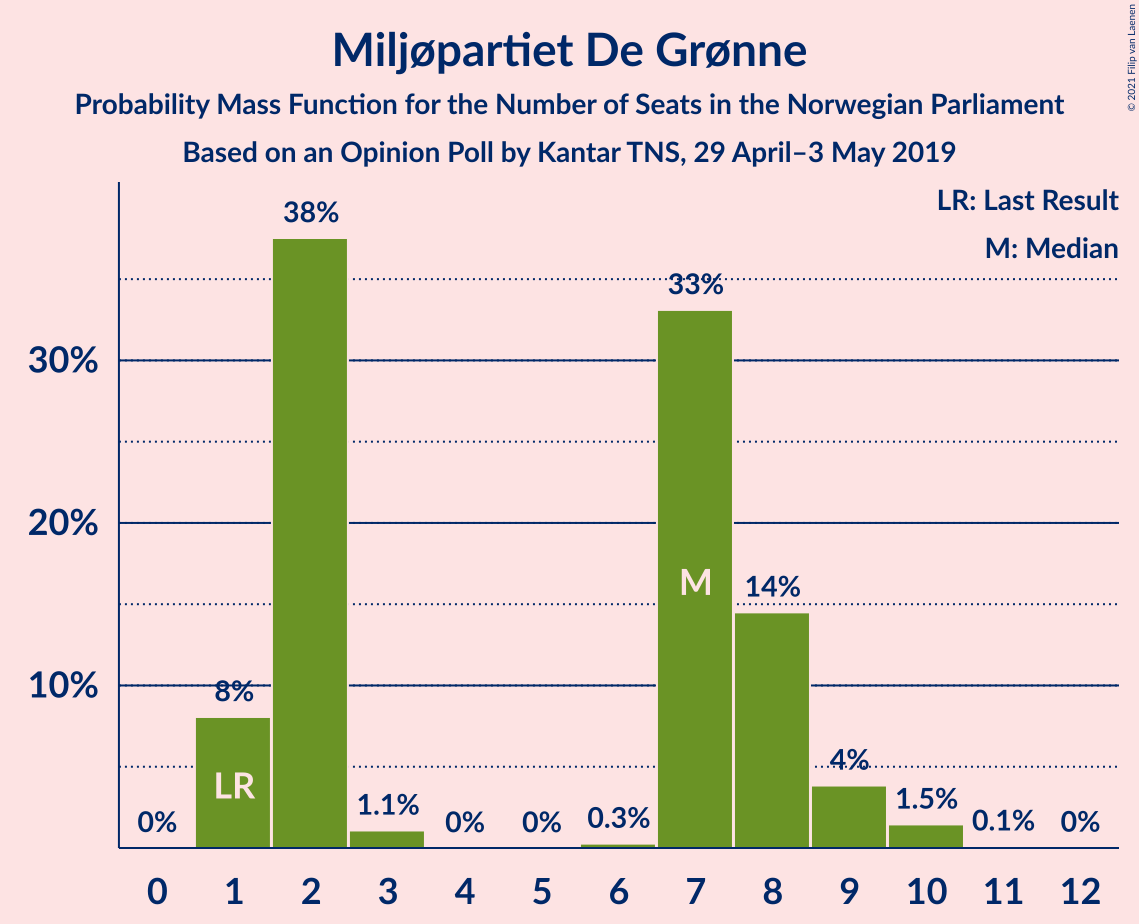 Miljøpartiet De Grønne
Probability Mass Function for the Number of Seats in the Norwegian Parliament
Based on an Opinion Poll by Kantar TNS, 29 April–3 May 2019
© 2021 Filip van Laenen
LR: Last Result
M: Median
38%
33%
30%
20%
M
14%
10%
8%
4%
LR
0%
1.1%
0%
0%
0.3%
1.5%
0.1%
0%
0 1 2 3 4 5 6 7 8 9 10 11 12